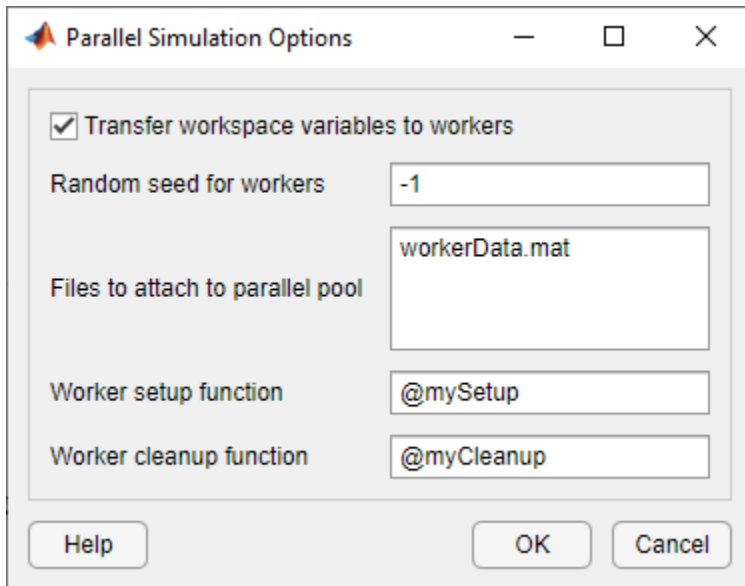 Parallel Simulation Options
Transfer workspace variables to workers
Random seed for workers
-1
Files to attach to parallel pool
workerData.mat
Worker setup function
@mySetup
Worker cleanup function
@myCleanup
Help
OK
Cancel